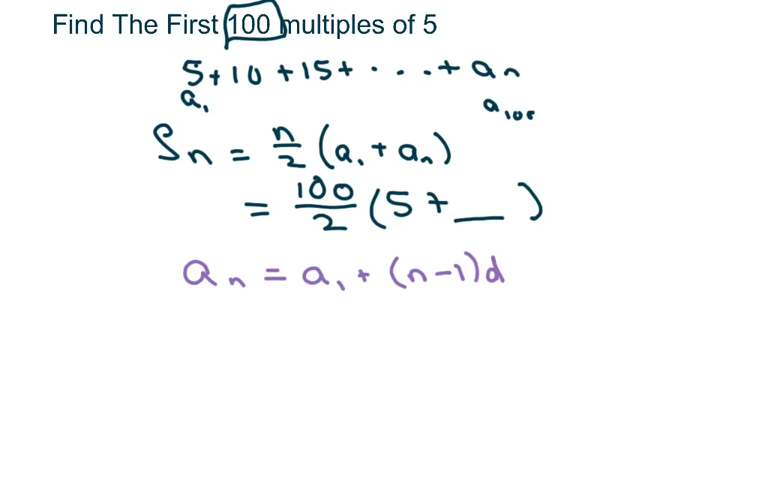 Find The First 100 multiples of 5
5 + 10 + 15 + . . . . + aₙ
a₁ a₁₀₀
Sₙ = n/2 (a₁ + aₙ)
= 100/2 (5 + __ )
aₙ = a₁ + (n-1)d